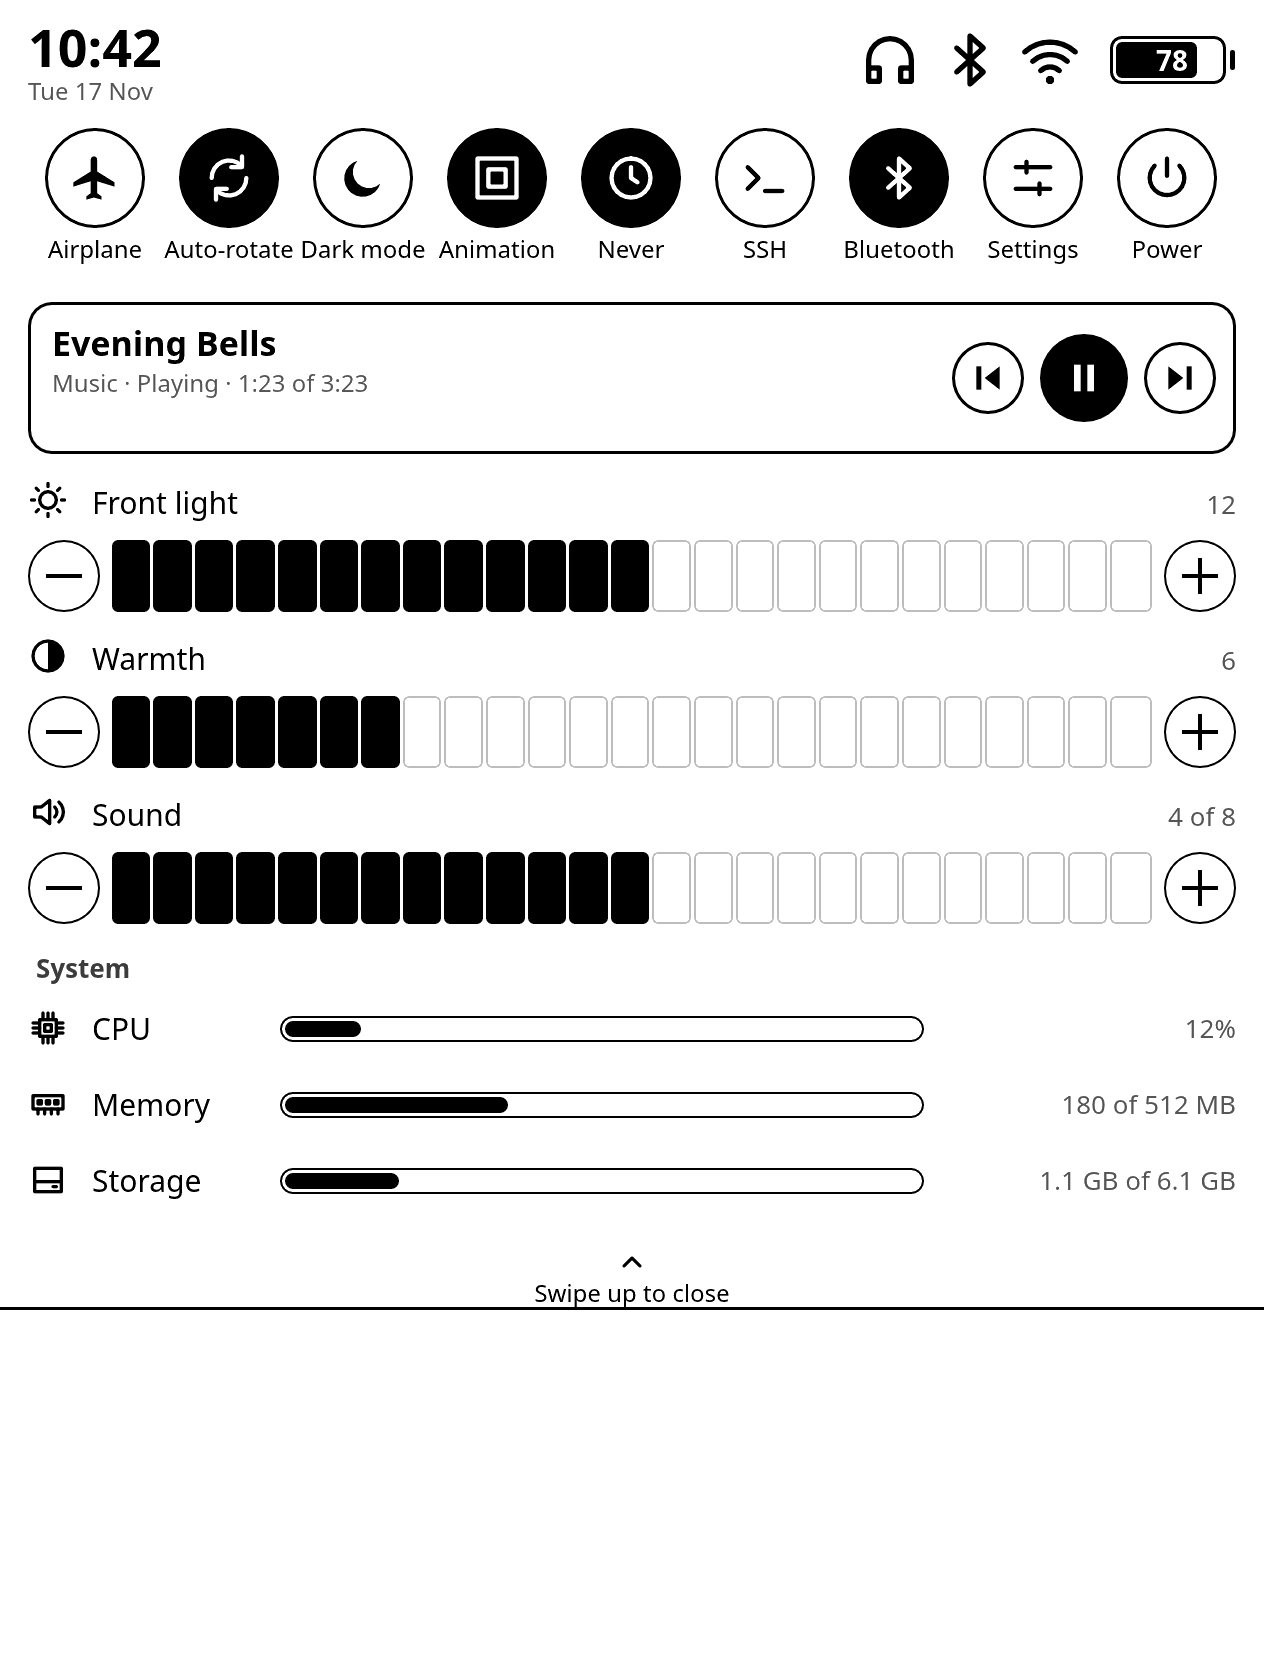 10:42
Tue 17 Nov
78
Airplane Auto-rotate Dark mode Animation Never SSH Bluetooth Settings Power
Evening Bells
Music · Playing · 1:23 of 3:23
Front light 12
Warmth 6
Sound 4 of 8
System
CPU 12%
Memory 180 of 512 MB
Storage 1.1 GB of 6.1 GB
Swipe up to close